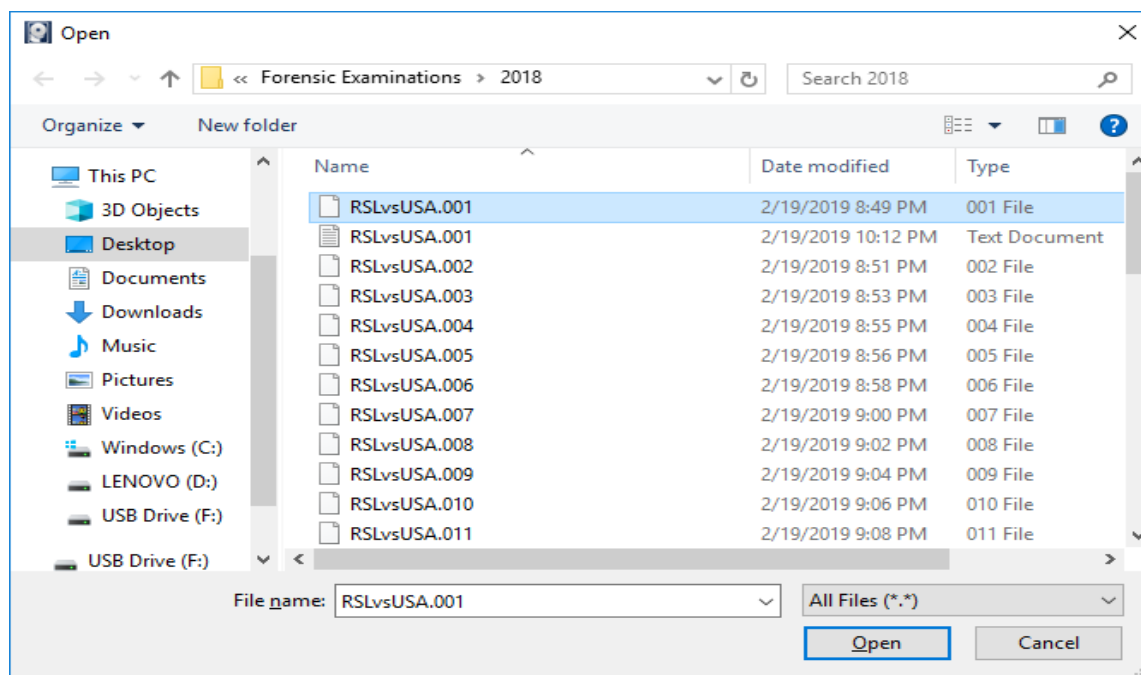 Open
« Forensic Examinations > 2018
Search 2018
Organize
New folder
?
Name
Date modified
Type
This PC
3D Objects
Desktop
Documents
Downloads
Music
Pictures
Videos
Windows (C:)
LENOVO (D:)
USB Drive (F:)
USB Drive (F:)
RSLvsUSA.001 2/19/2019 8:49 PM 001 File
RSLvsUSA.001 2/19/2019 10:12 PM Text Document
RSLvsUSA.002 2/19/2019 8:51 PM 002 File
RSLvsUSA.003 2/19/2019 8:53 PM 003 File
RSLvsUSA.004 2/19/2019 8:55 PM 004 File
RSLvsUSA.005 2/19/2019 8:56 PM 005 File
RSLvsUSA.006 2/19/2019 8:58 PM 006 File
RSLvsUSA.007 2/19/2019 9:00 PM 007 File
RSLvsUSA.008 2/19/2019 9:02 PM 008 File
RSLvsUSA.009 2/19/2019 9:04 PM 009 File
RSLvsUSA.010 2/19/2019 9:06 PM 010 File
RSLvsUSA.011 2/19/2019 9:08 PM 011 File
File name: RSLvsUSA.001
All Files (*.*)
Open
Cancel